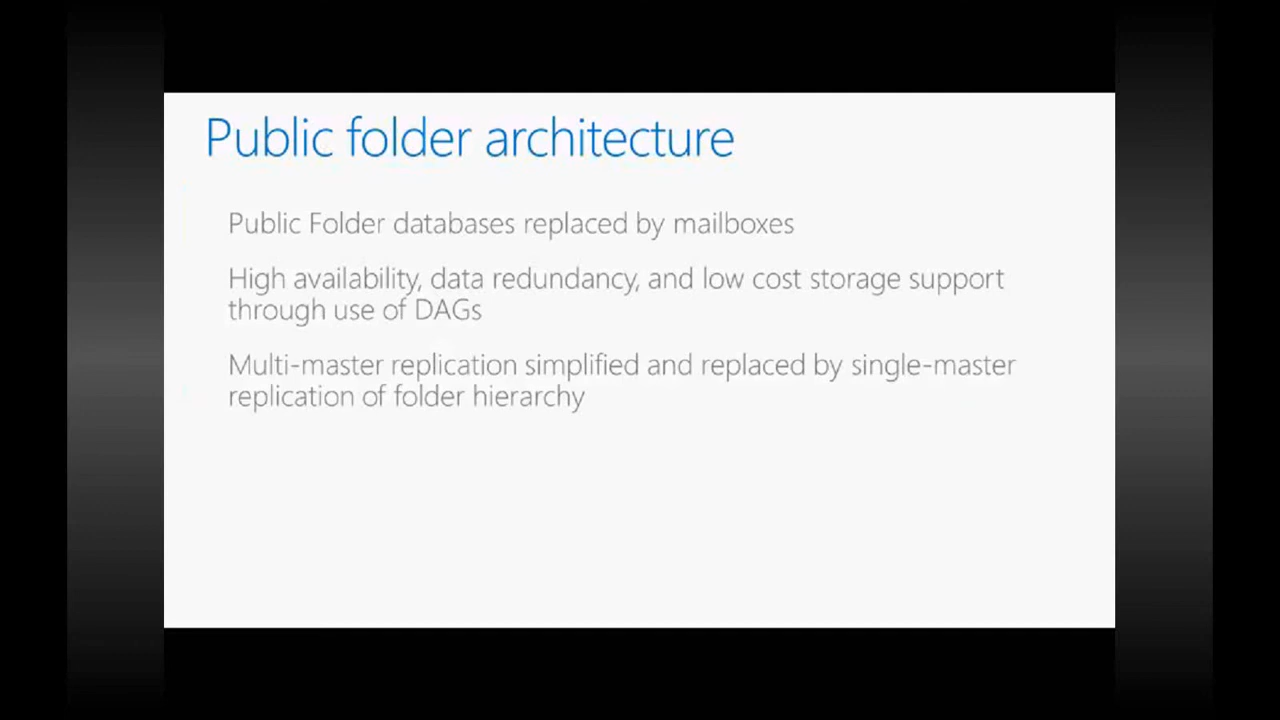 Public folder architecture
Public Folder databases replaced by mailboxes
High availability, data redundancy, and low cost storage support
through use of DAGs
Multi-master replication simplified and replaced by single-master
replication of folder hierarchy